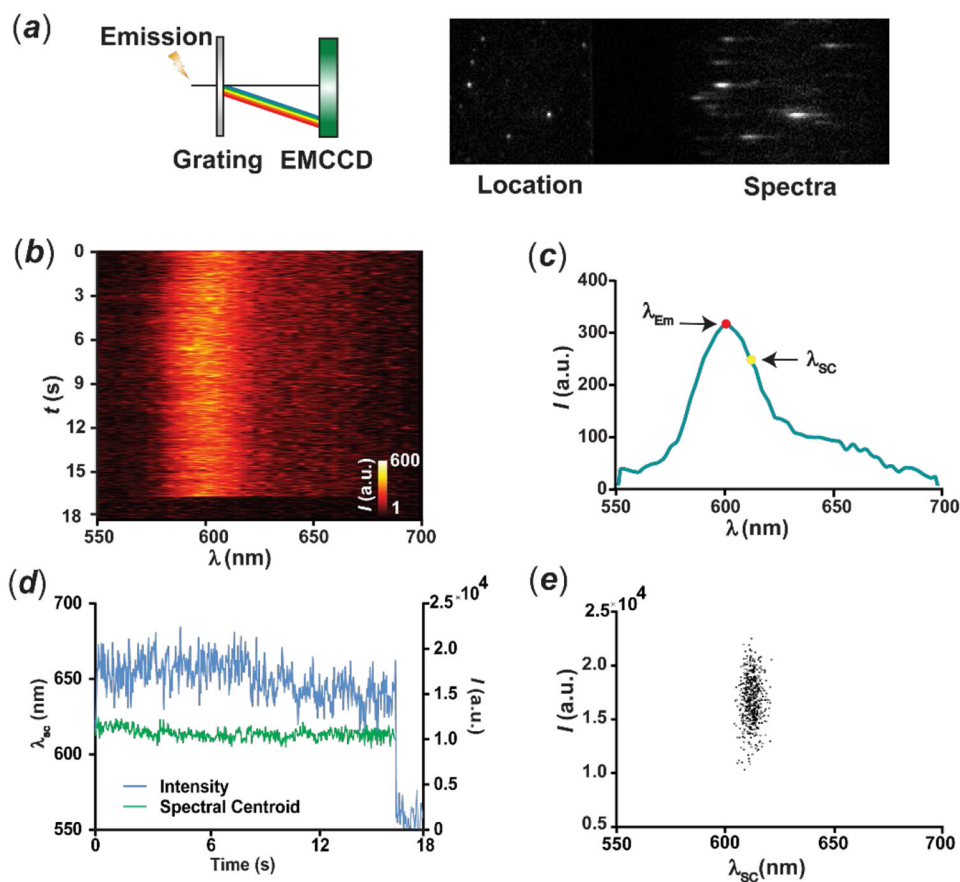 (a)
Emission
Grating EMCCD
Location Spectra
(b)
0
3
6
9
12
15
18
t (s)
600
1
I (a.u.)
550 600 650 700
λ (nm)
(c)
400
300
200
100
0
I (a.u.)
λEm
λSC
550 600 650 700
λ (nm)
(d)
700
650
600
550
λsc (nm)
2.5×10⁴
2.0
1.5
1.0
0.5
0
I (a.u.)
Intensity
Spectral Centroid
0 6 12 18
Time (s)
(e)
2.5×10⁴
2.0
1.5
1.0
0.5
I (a.u.)
550 600 650 700
λSC(nm)